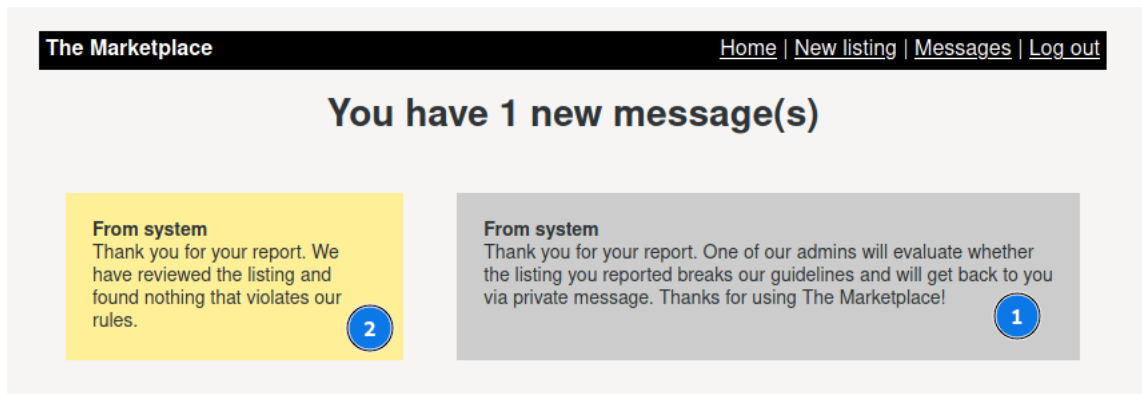 The Marketplace
Home | New listing | Messages | Log out
You have 1 new message(s)
From system
Thank you for your report. We
have reviewed the listing and
found nothing that violates our
rules.
2
From system
Thank you for your report. One of our admins will evaluate whether
the listing you reported breaks our guidelines and will get back to you
via private message. Thanks for using The Marketplace!
1